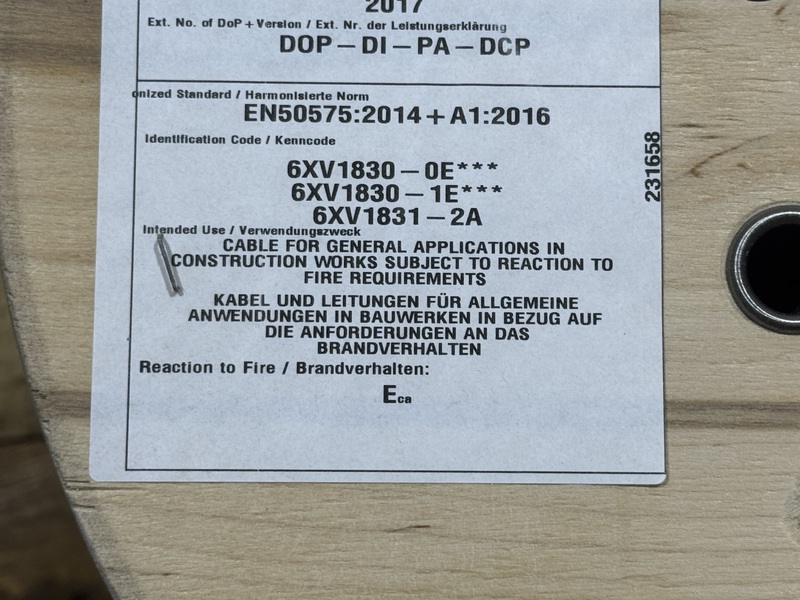 2017
Ext. No. of DoP + Version / Ext. Nr. der Leistungserklärung
DOP – DI – PA – DCP
onized Standard / Harmonisierte Norm
EN50575:2014 + A1:2016
Identification Code / Kenncode
6XV1830 – 0E***
6XV1830 – 1E***
6XV1831 – 2A
231658
Intended Use / Verwendungszweck
CABLE FOR GENERAL APPLICATIONS IN
CONSTRUCTION WORKS SUBJECT TO REACTION TO
FIRE REQUIREMENTS
KABEL UND LEITUNGEN FÜR ALLGEMEINE
ANWENDUNGEN IN BAUWERKEN IN BEZUG AUF
DIE ANFORDERUNGEN AN DAS
BRANDVERHALTEN
Reaction to Fire / Brandverhalten:
Eca